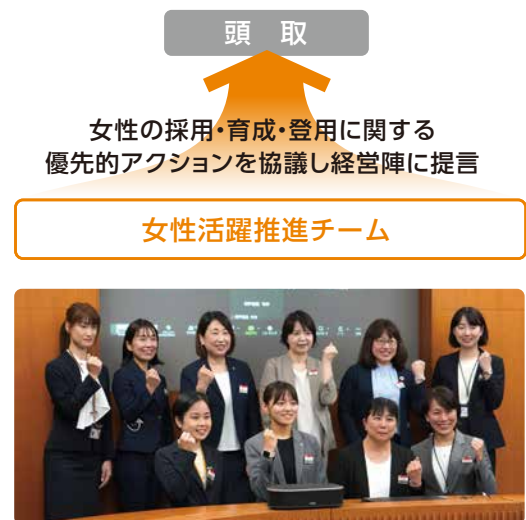 頭 取
女性の採用・育成・登用に関する
優先的アクションを協議し経営陣に提言
女性活躍推進チーム